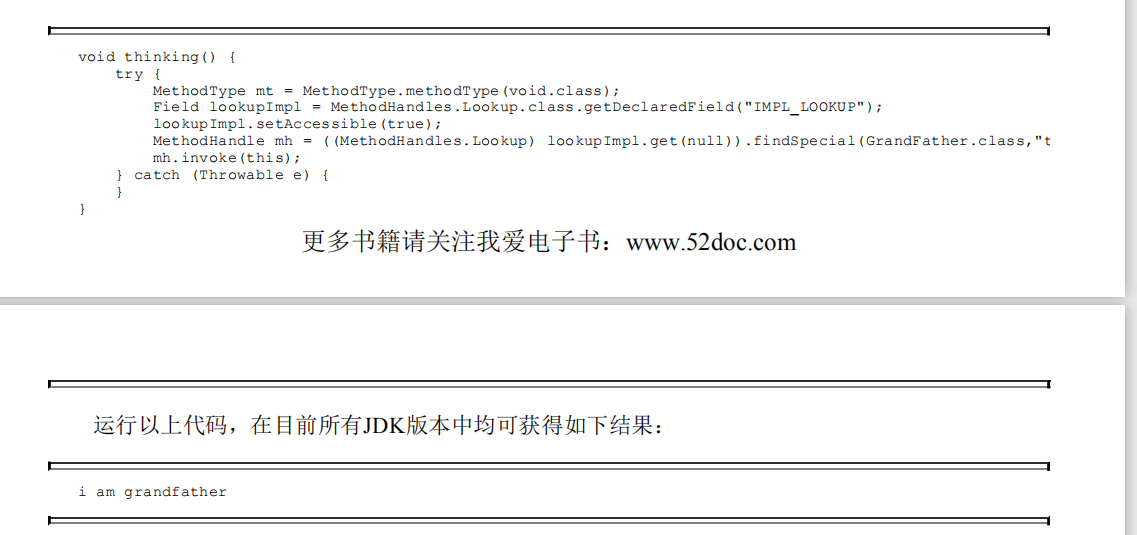 void thinking() {
    try {
        MethodType mt = MethodType.methodType(void.class);
        Field lookupImpl = MethodHandles.Lookup.class.getDeclaredField("IMPL_LOOKUP");
        lookupImpl.setAccessible(true);
        MethodHandle mh = ((MethodHandles.Lookup) lookupImpl.get(null)).findSpecial(GrandFather.class,"t
        mh.invoke(this);
    } catch (Throwable e) {
    }
}
更多书籍请关注我爱电子书：www.52doc.com
运行以上代码，在目前所有JDK版本中均可获得如下结果：
i am grandfather